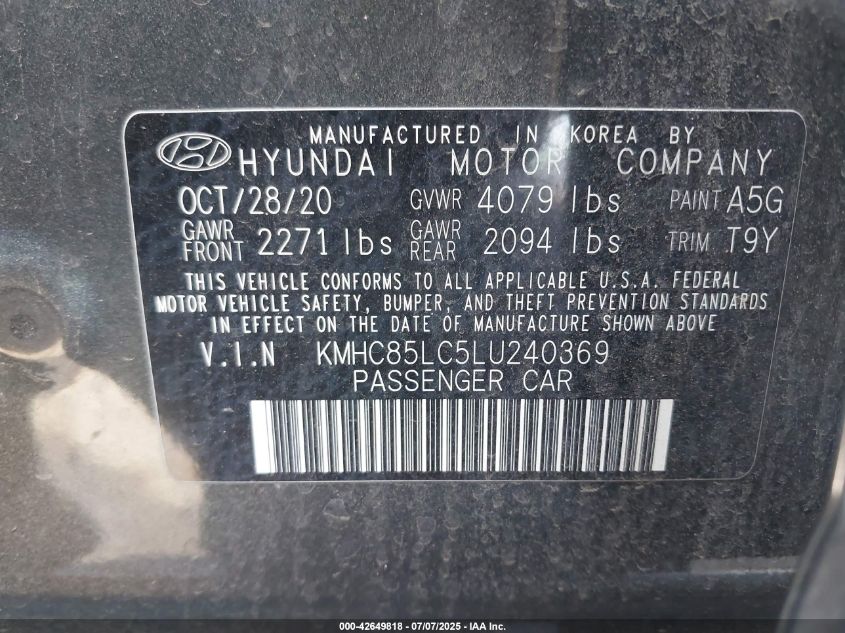 MANUFACTURED IN KOREA BY
HYUNDAI MOTOR COMPANY
OCT/28/20 GVWR 4079 lbs PAINT A5G
GAWR FRONT 2271 lbs GAWR REAR 2094 lbs TRIM T9Y
THIS VEHICLE CONFORMS TO ALL APPLICABLE U.S.A. FEDERAL
MOTOR VEHICLE SAFETY, BUMPER, AND THEFT PREVENTION STANDARDS
IN EFFECT ON THE DATE OF MANUFACTURE SHOWN ABOVE
V.I.N KMHC85LC5LU240369
PASSENGER CAR
000-42649818 - 07/07/2025 - IAA Inc.